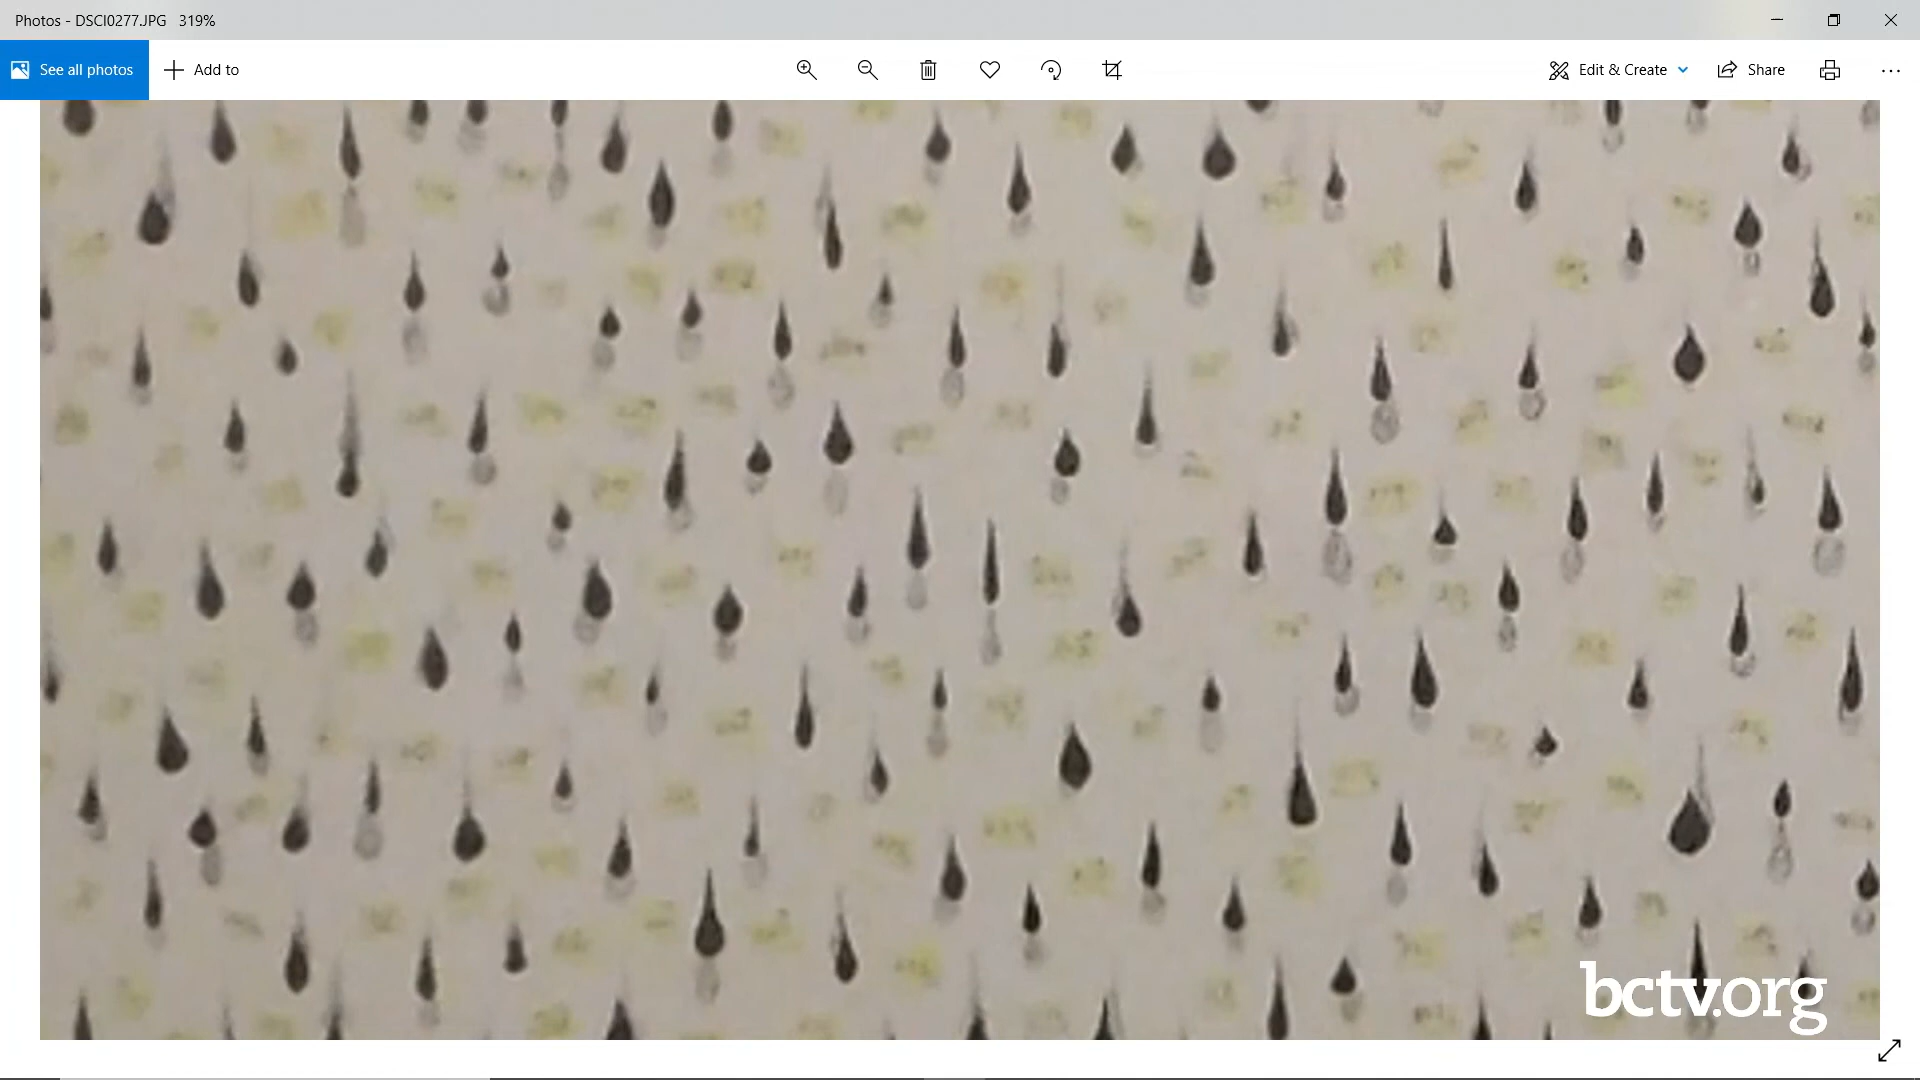 Photos - DSCI0277.JPG   319%
See all photos
Add to
Edit & Create
Share
bctv.org